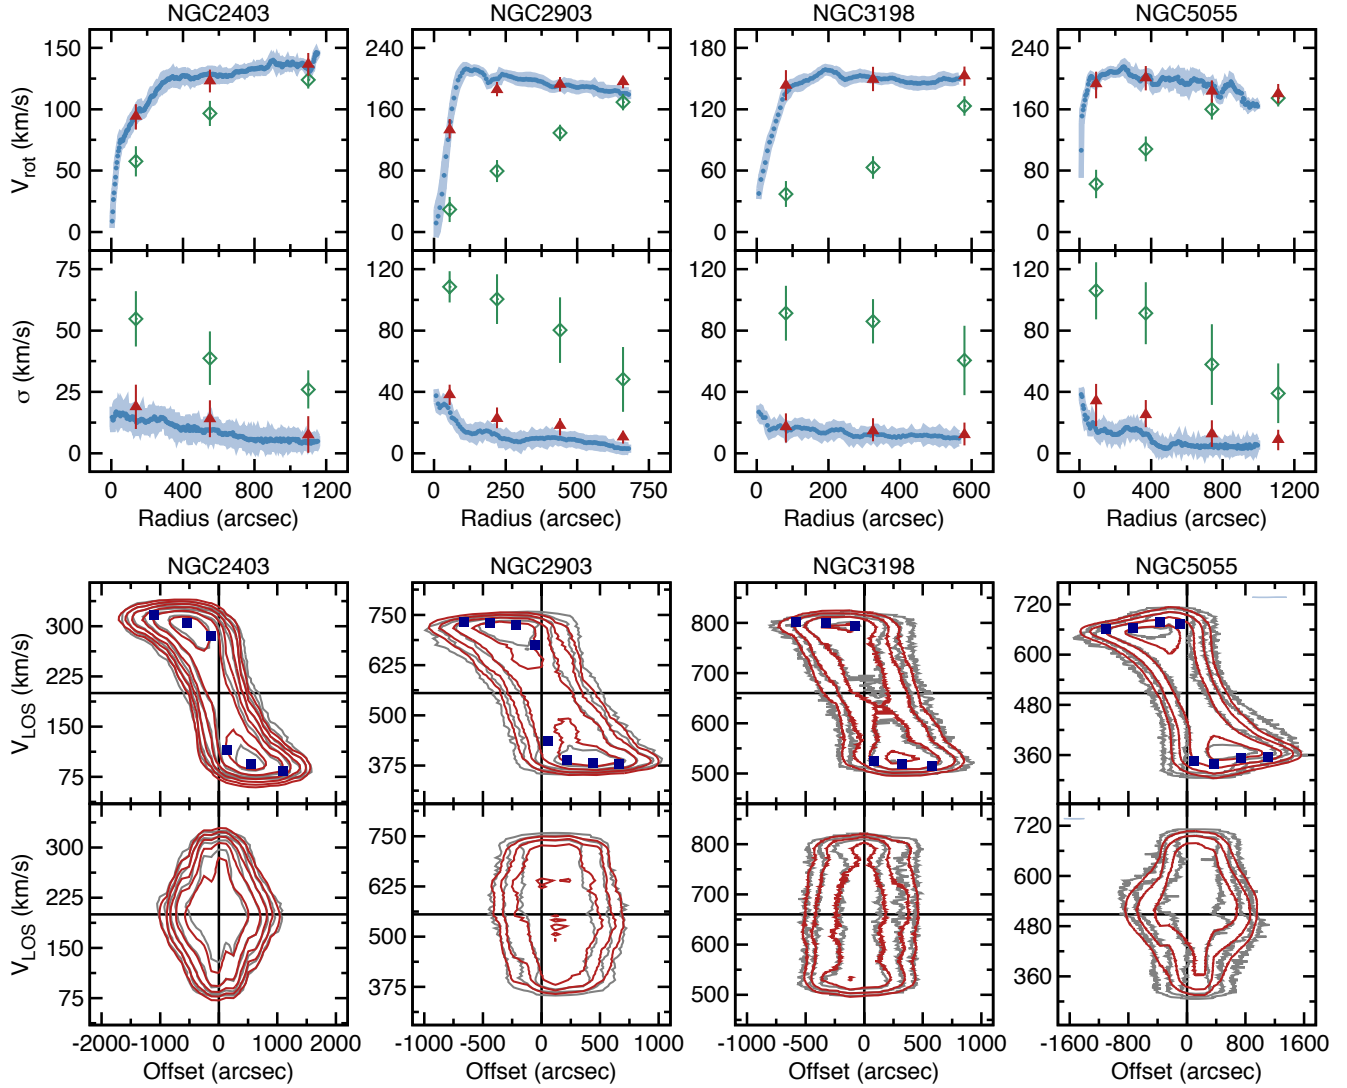 NGC2403 NGC2903 NGC3198 NGC5055
V_rot (km/s)
150 100 50 0
240 160 80 0
180 120 60 0
240 160 80 0
σ (km/s)
75 50 25 0
120 80 40 0
120 80 40 0
120 80 40 0
0 400 800 1200
0 250 500 750
0 200 400 600
0 400 800 1200
Radius (arcsec) Radius (arcsec) Radius (arcsec) Radius (arcsec)
NGC2403 NGC2903 NGC3198 NGC5055
V_LOS (km/s)
300 225 150 75
750 625 500 375
800 700 600 500
720 600 480 360
V_LOS (km/s)
300 225 150 75
750 625 500 375
800 700 600 500
720 600 480 360
-2000 -1000 0 1000 2000
-1000 -500 0 500 1000
-1000 -500 0 500 1000
-1600 -800 0 800 1600
Offset (arcsec) Offset (arcsec) Offset (arcsec) Offset (arcsec)